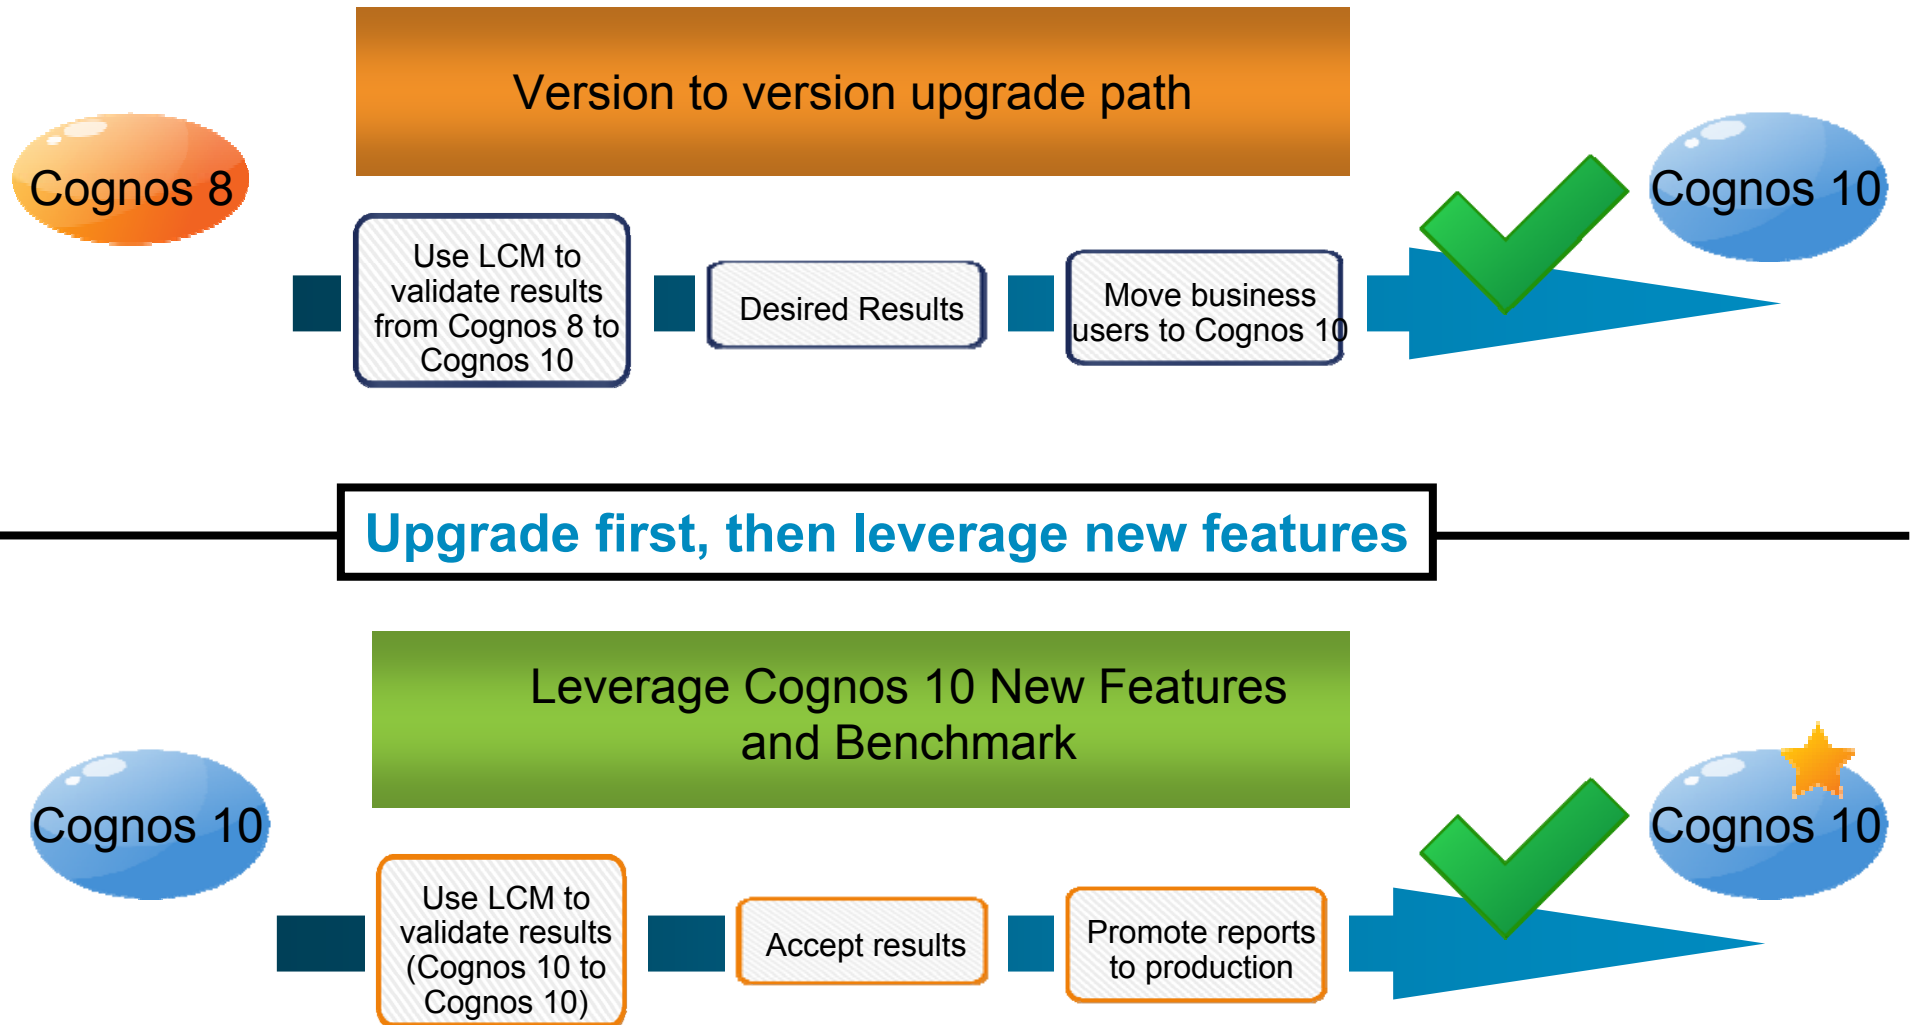 Version to version upgrade path
Cognos 8
Cognos 10
Use LCM to
validate results
from Cognos 8 to
Cognos 10
Desired Results
Move business
users to Cognos 10
Upgrade first, then leverage new features
Leverage Cognos 10 New Features
and Benchmark
Cognos 10
Cognos 10
Use LCM to
validate results
(Cognos 10 to
Cognos 10)
Accept results
Promote reports
to production